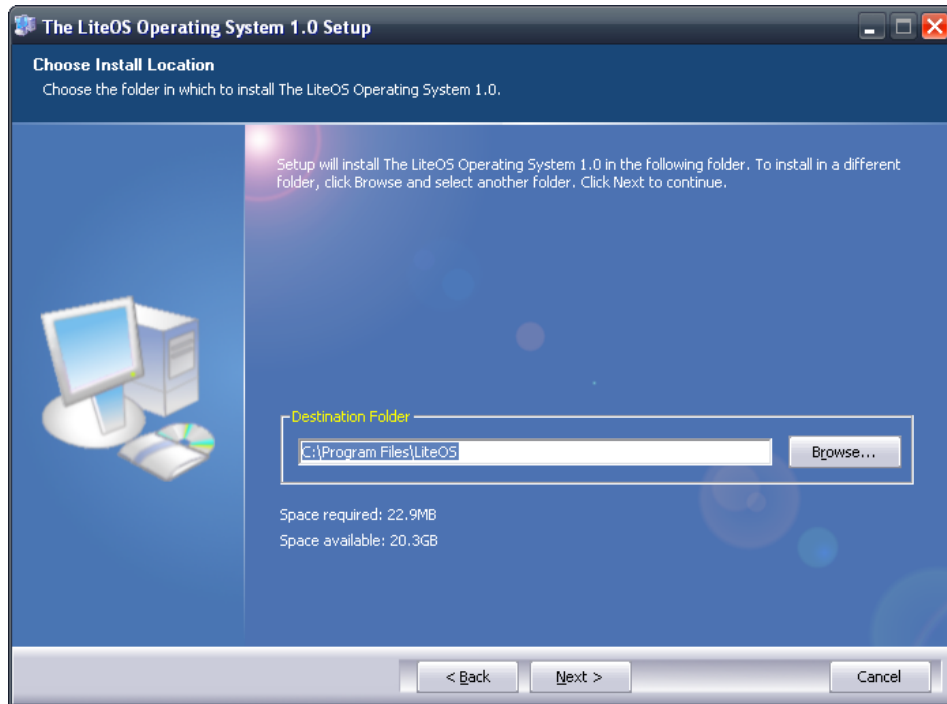 The LiteOS Operating System 1.0 Setup
Choose Install Location
Choose the folder in which to install The LiteOS Operating System 1.0.
Setup will install The LiteOS Operating System 1.0 in the following folder. To install in a different
folder, click Browse and select another folder. Click Next to continue.
Destination Folder
C:\Program Files\LiteOS
Browse...
Space required: 22.9MB
Space available: 20.3GB
< Back
Next >
Cancel